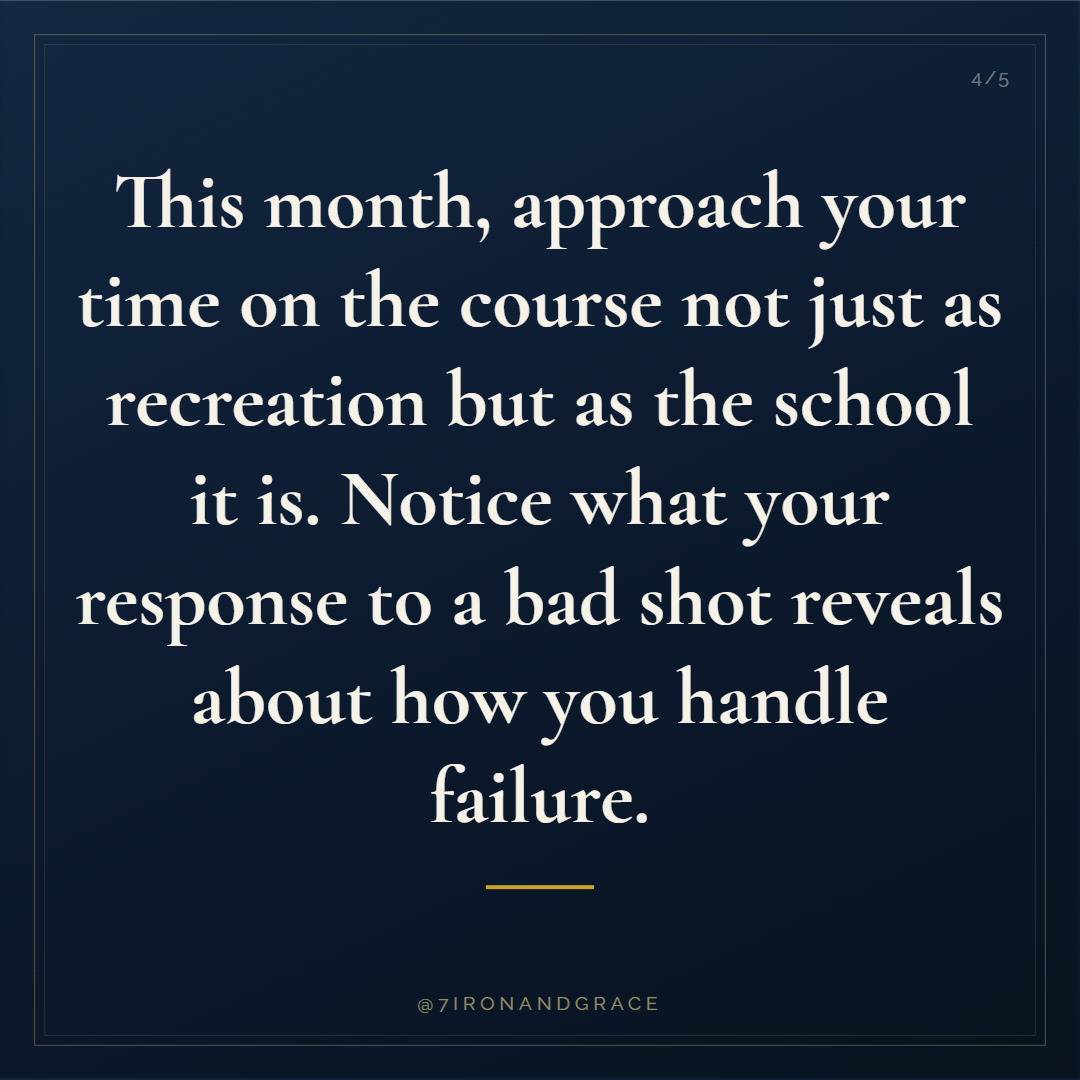 4/5
This month, approach your
time on the course not just as
recreation but as the school
it is. Notice what your
response to a bad shot reveals
about how you handle
failure.
@7IRONANDGRACE